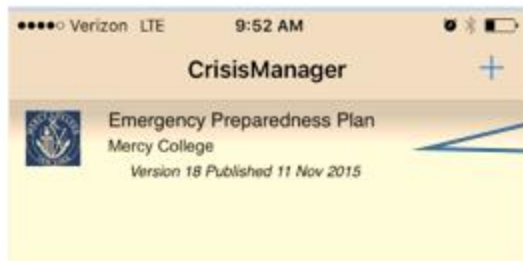 Verizon LTE 9:52 AM
CrisisManager +
Emergency Preparedness Plan
Mercy College
Version 18 Published 11 Nov 2015